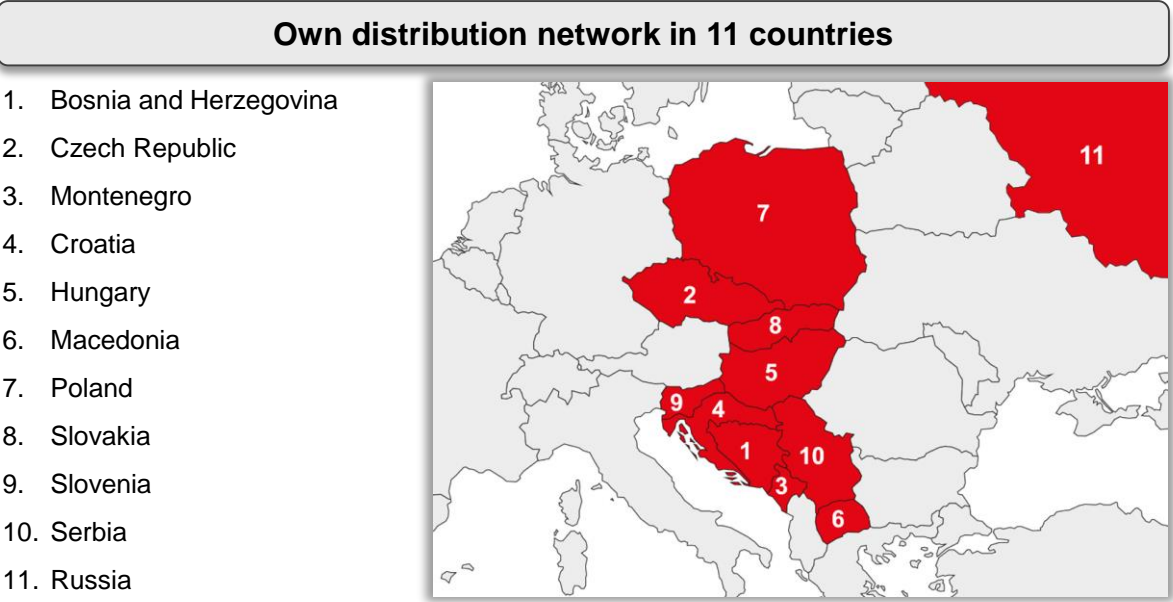 Own distribution network in 11 countries
1. Bosnia and Herzegovina
2. Czech Republic
3. Montenegro
4. Croatia
5. Hungary
6. Macedonia
7. Poland
8. Slovakia
9. Slovenia
10. Serbia
11. Russia
11
7
2
8
5
9
4
1
10
3
6